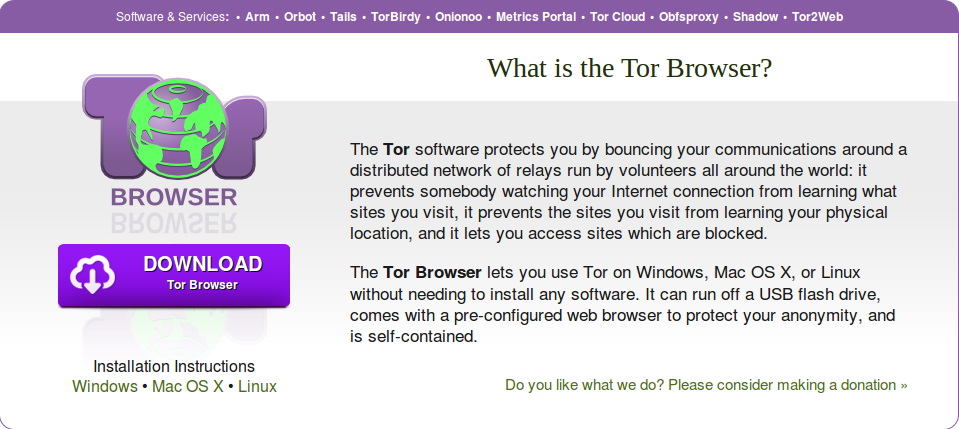 Software & Services: • Arm • Orbot • Tails • TorBirdy • Onionoo • Metrics Portal • Tor Cloud • Obfsproxy • Shadow • Tor2Web
What is the Tor Browser?
Tor
BROWSER
DOWNLOAD
Tor Browser
Installation Instructions
Windows • Mac OS X • Linux
The Tor software protects you by bouncing your communications around a
distributed network of relays run by volunteers all around the world: it
prevents somebody watching your Internet connection from learning what
sites you visit, it prevents the sites you visit from learning your physical
location, and it lets you access sites which are blocked.
The Tor Browser lets you use Tor on Windows, Mac OS X, or Linux
without needing to install any software. It can run off a USB flash drive,
comes with a pre-configured web browser to protect your anonymity, and
is self-contained.
Do you like what we do? Please consider making a donation »